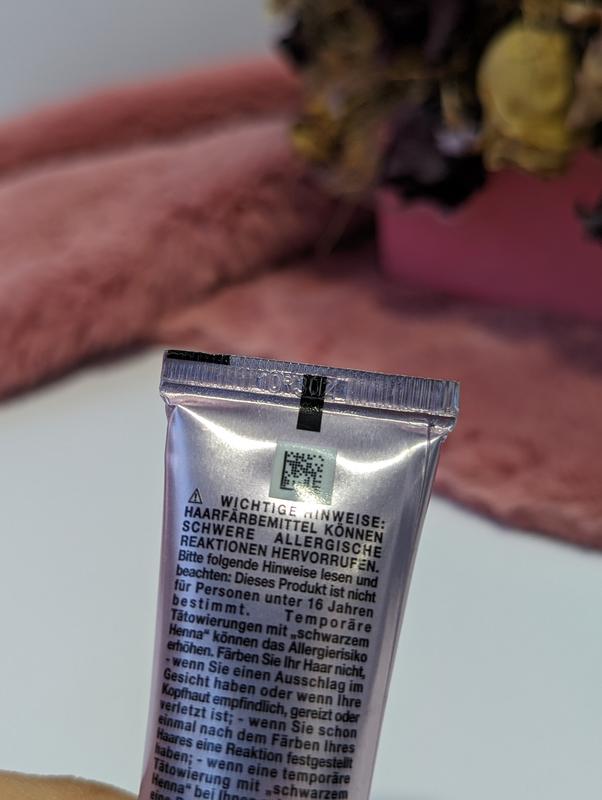 ⚠ WICHTIGE HINWEISE:
HAARFÄRBEMITTEL KÖNNEN
SCHWERE ALLERGISCHE
REAKTIONEN HERVORRUFEN.
Bitte folgende Hinweise lesen und
beachten: Dieses Produkt ist nicht
für Personen unter 16 Jahren
bestimmt. Temporäre
Tätowierungen mit „schwarzem
Henna“ können das Allergierisiko
erhöhen. Färben Sie Ihr Haar nicht,
- wenn Sie einen Ausschlag im
Gesicht haben oder wenn Ihre
Kopfhaut empfindlich, gereizt oder
verletzt ist; - wenn Sie schon
einmal nach dem Färben Ihres
Haares eine Reaktion festgestellt
haben; - wenn eine temporäre
Tätowierung mit „schwarzem
Henna“ bei Ihnen
eine